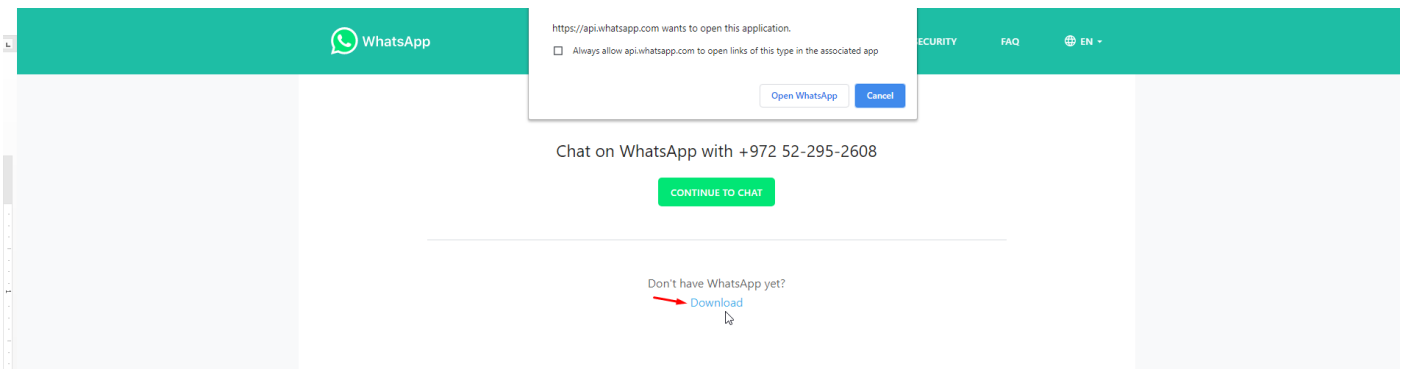 WhatsApp
https://api.whatsapp.com wants to open this application.
Always allow api.whatsapp.com to open links of this type in the associated app
Open WhatsApp Cancel
ECURITY FAQ EN
Chat on WhatsApp with +972 52-295-2608
CONTINUE TO CHAT
Don't have WhatsApp yet?
Download